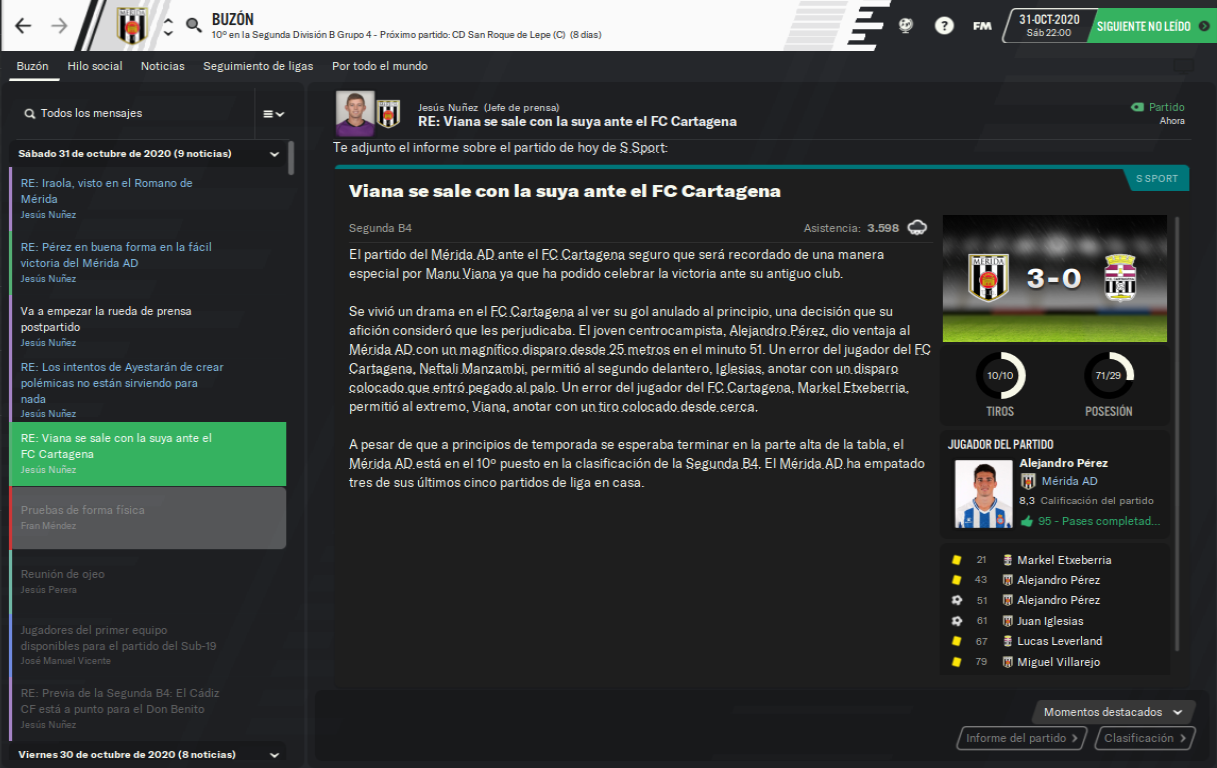 BUZÓN
10º en la Segunda División B Grupo 4 - Próximo partido: CD San Roque de Lepe (C) (8 días)
?
FM
31-OCT-2020
Sáb 22:00
SIGUIENTE NO LEÍDO
Buzón
Hilo social
Noticias
Seguimiento de ligas
Por todo el mundo
Todos los mensajes
Sábado 31 de octubre de 2020 (9 noticias)
RE: Iraola, visto en el Romano de
Mérida
Jesús Nuñez
RE: Pérez en buena forma en la fácil
victoria del Mérida AD
Jesús Nuñez
Va a empezar la rueda de prensa
postpartido
Jesús Nuñez
RE: Los intentos de Ayestarán de crear
polémicas no están sirviendo para
nada
Jesús Nuñez
RE: Viana se sale con la suya ante el
FC Cartagena
Jesús Nuñez
Pruebas de forma física
Fran Méndez
Reunión de ojeo
Jesús Perera
Jugadores del primer equipo
disponibles para el partido del Sub-19
José Manuel Vicente
RE: Previa de la Segunda B4: El Cádiz
CF está a punto para el Don Benito
Jesús Nuñez
Viernes 30 de octubre de 2020 (8 noticias)
Jesús Nuñez (Jefe de prensa)
RE: Viana se sale con la suya ante el FC Cartagena
Partido
Ahora
Te adjunto el informe sobre el partido de hoy de S Sport:
Viana se sale con la suya ante el FC Cartagena
S SPORT
Segunda B4
Asistencia: 3.598
El partido del Mérida AD ante el FC Cartagena seguro que será recordado de una manera
especial por Manu Viana ya que ha podido celebrar la victoria ante su antiguo club.
Se vivió un drama en el FC Cartagena al ver su gol anulado al principio, una decisión que su
afición consideró que les perjudicaba. El joven centrocampista, Alejandro Pérez, dio ventaja al
Mérida AD con un magnífico disparo desde 25 metros en el minuto 51. Un error del jugador del FC
Cartagena, Neftali Manzambi, permitió al segundo delantero, Iglesias, anotar con un disparo
colocado que entró pegado al palo. Un error del jugador del FC Cartagena, Markel Etxeberria,
permitió al extremo, Viana, anotar con un tiro colocado desde cerca.
A pesar de que a principios de temporada se esperaba terminar en la parte alta de la tabla, el
Mérida AD está en el 10º puesto en la clasificación de la Segunda B4. El Mérida AD ha empatado
tres de sus últimos cinco partidos de liga en casa.
MÉRIDA
3-0
10/10
TIROS
71/29
POSESIÓN
JUGADOR DEL PARTIDO
Alejandro Pérez
Mérida AD
8,3 Calificación del partido
95 - Pases completad...
21 Markel Etxeberria
43 Alejandro Pérez
51 Alejandro Pérez
61 Juan Iglesias
67 Lucas Leverland
79 Miguel Villarejo
Momentos destacados
Informe del partido
Clasificación